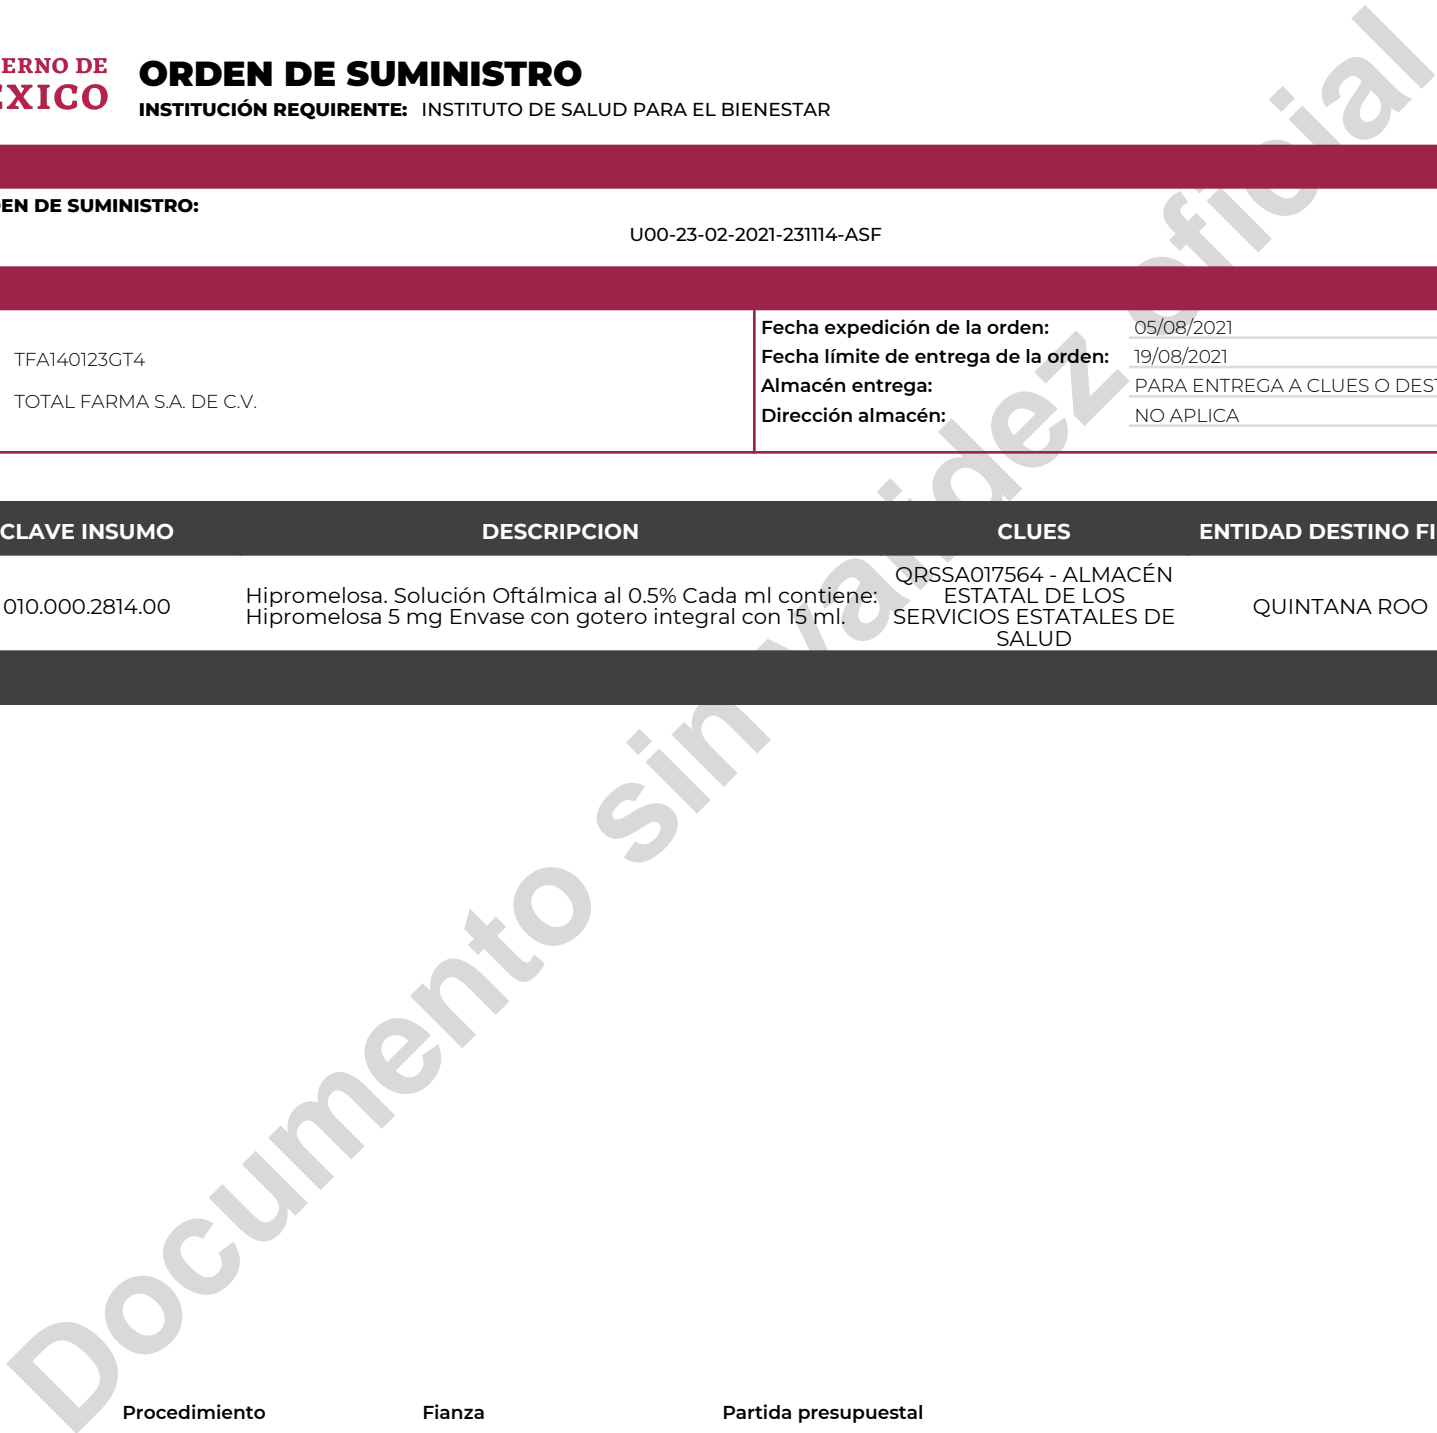 ERNO DE
ÉXICO
ORDEN DE SUMINISTRO
INSTITUCIÓN REQUIRENTE: INSTITUTO DE SALUD PARA EL BIENESTAR
EN DE SUMINISTRO:
U00-23-02-2021-231114-ASF
TFA140123GT4
TOTAL FARMA S.A. DE C.V.
Fecha expedición de la orden: 05/08/2021
Fecha límite de entrega de la orden: 19/08/2021
Almacén entrega: PARA ENTREGA A CLUES O DEST
Dirección almacén: NO APLICA
CLAVE INSUMO DESCRIPCION CLUES ENTIDAD DESTINO FI
010.000.2814.00
Hipromelosa. Solución Oftálmica al 0.5% Cada ml contiene:
Hipromelosa 5 mg Envase con gotero integral con 15 ml.
QRSSA017564 - ALMACÉN
ESTATAL DE LOS
SERVICIOS ESTATALES DE
SALUD
QUINTANA ROO
Documento sin validez oficial
Procedimiento Fianza Partida presupuestal